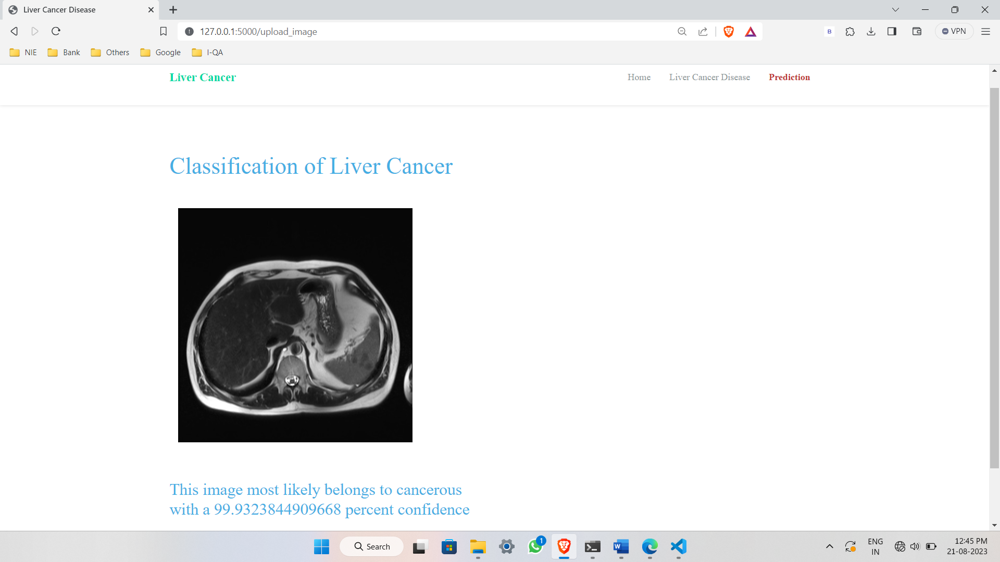 Liver Cancer Disease
127.0.0.1:5000/upload_image
B
VPN
NIE Bank Others Google I-QA
Liver Cancer Home Liver Cancer Disease Prediction
Classification of Liver Cancer
This image most likely belongs to cancerous
with a 99.9323844909668 percent confidence
Search
1
ENG
IN
12:45 PM
21-08-2023